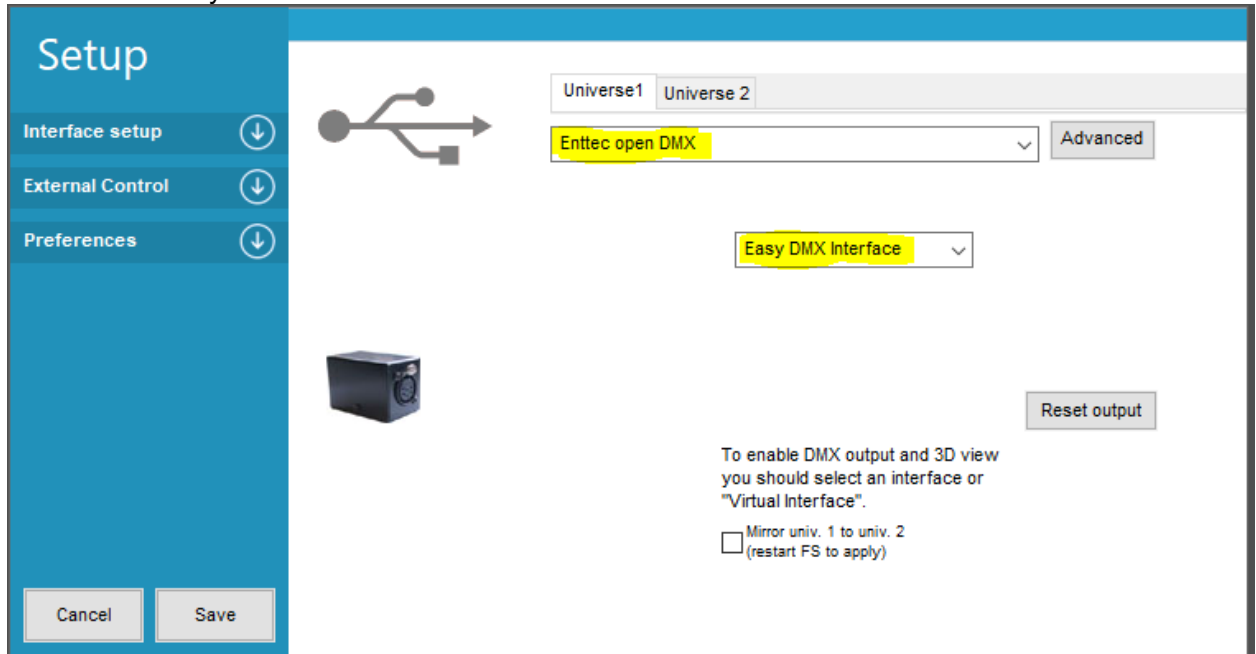 Setup
Interface setup
External Control
Preferences
Cancel
Save
Universe1
Universe 2
Enttec open DMX
Advanced
Easy DMX Interface
Reset output
To enable DMX output and 3D view
you should select an interface or
"Virtual Interface".
Mirror univ. 1 to univ. 2
(restart FS to apply)